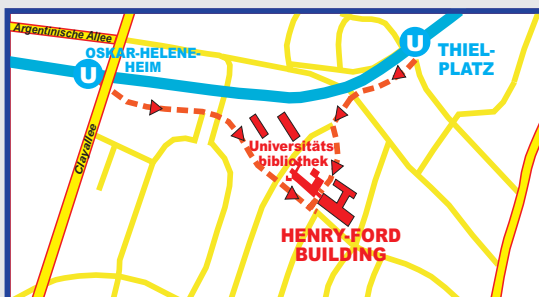 Argentinische Allee
OSKAR-HELENE-
HEIM
U
U
THIEL-
PLATZ
Clayallee
Universitäts
bibliothek
HENRY-FORD
BUILDING